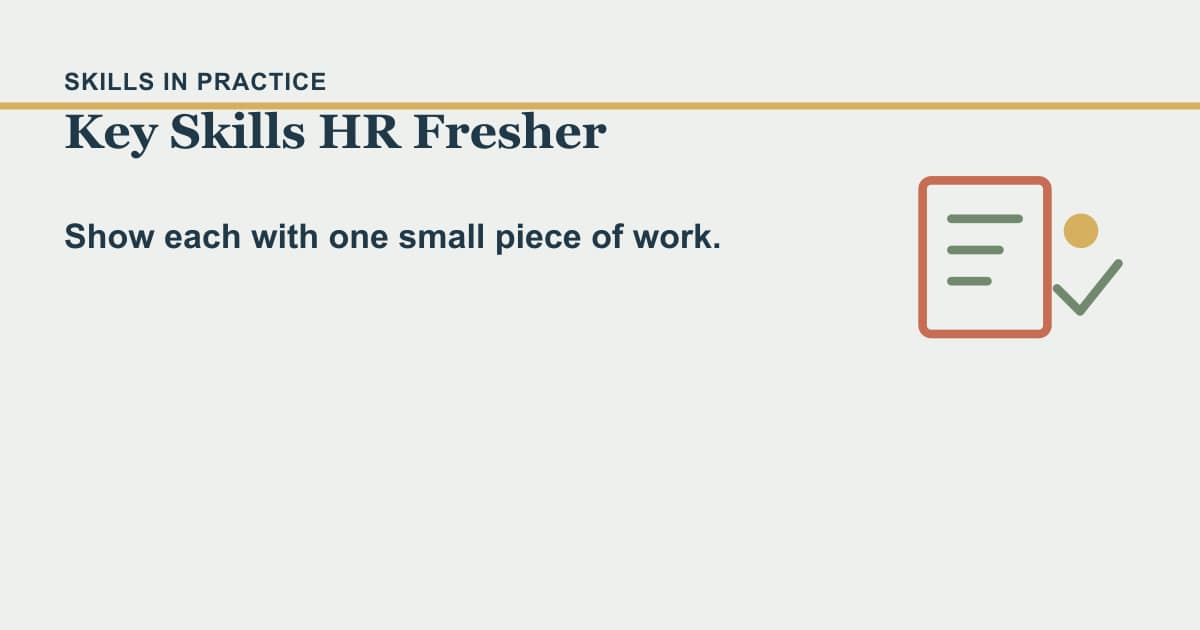 SKILLS IN PRACTICE
Key Skills HR Fresher
Show each with one small piece of work.